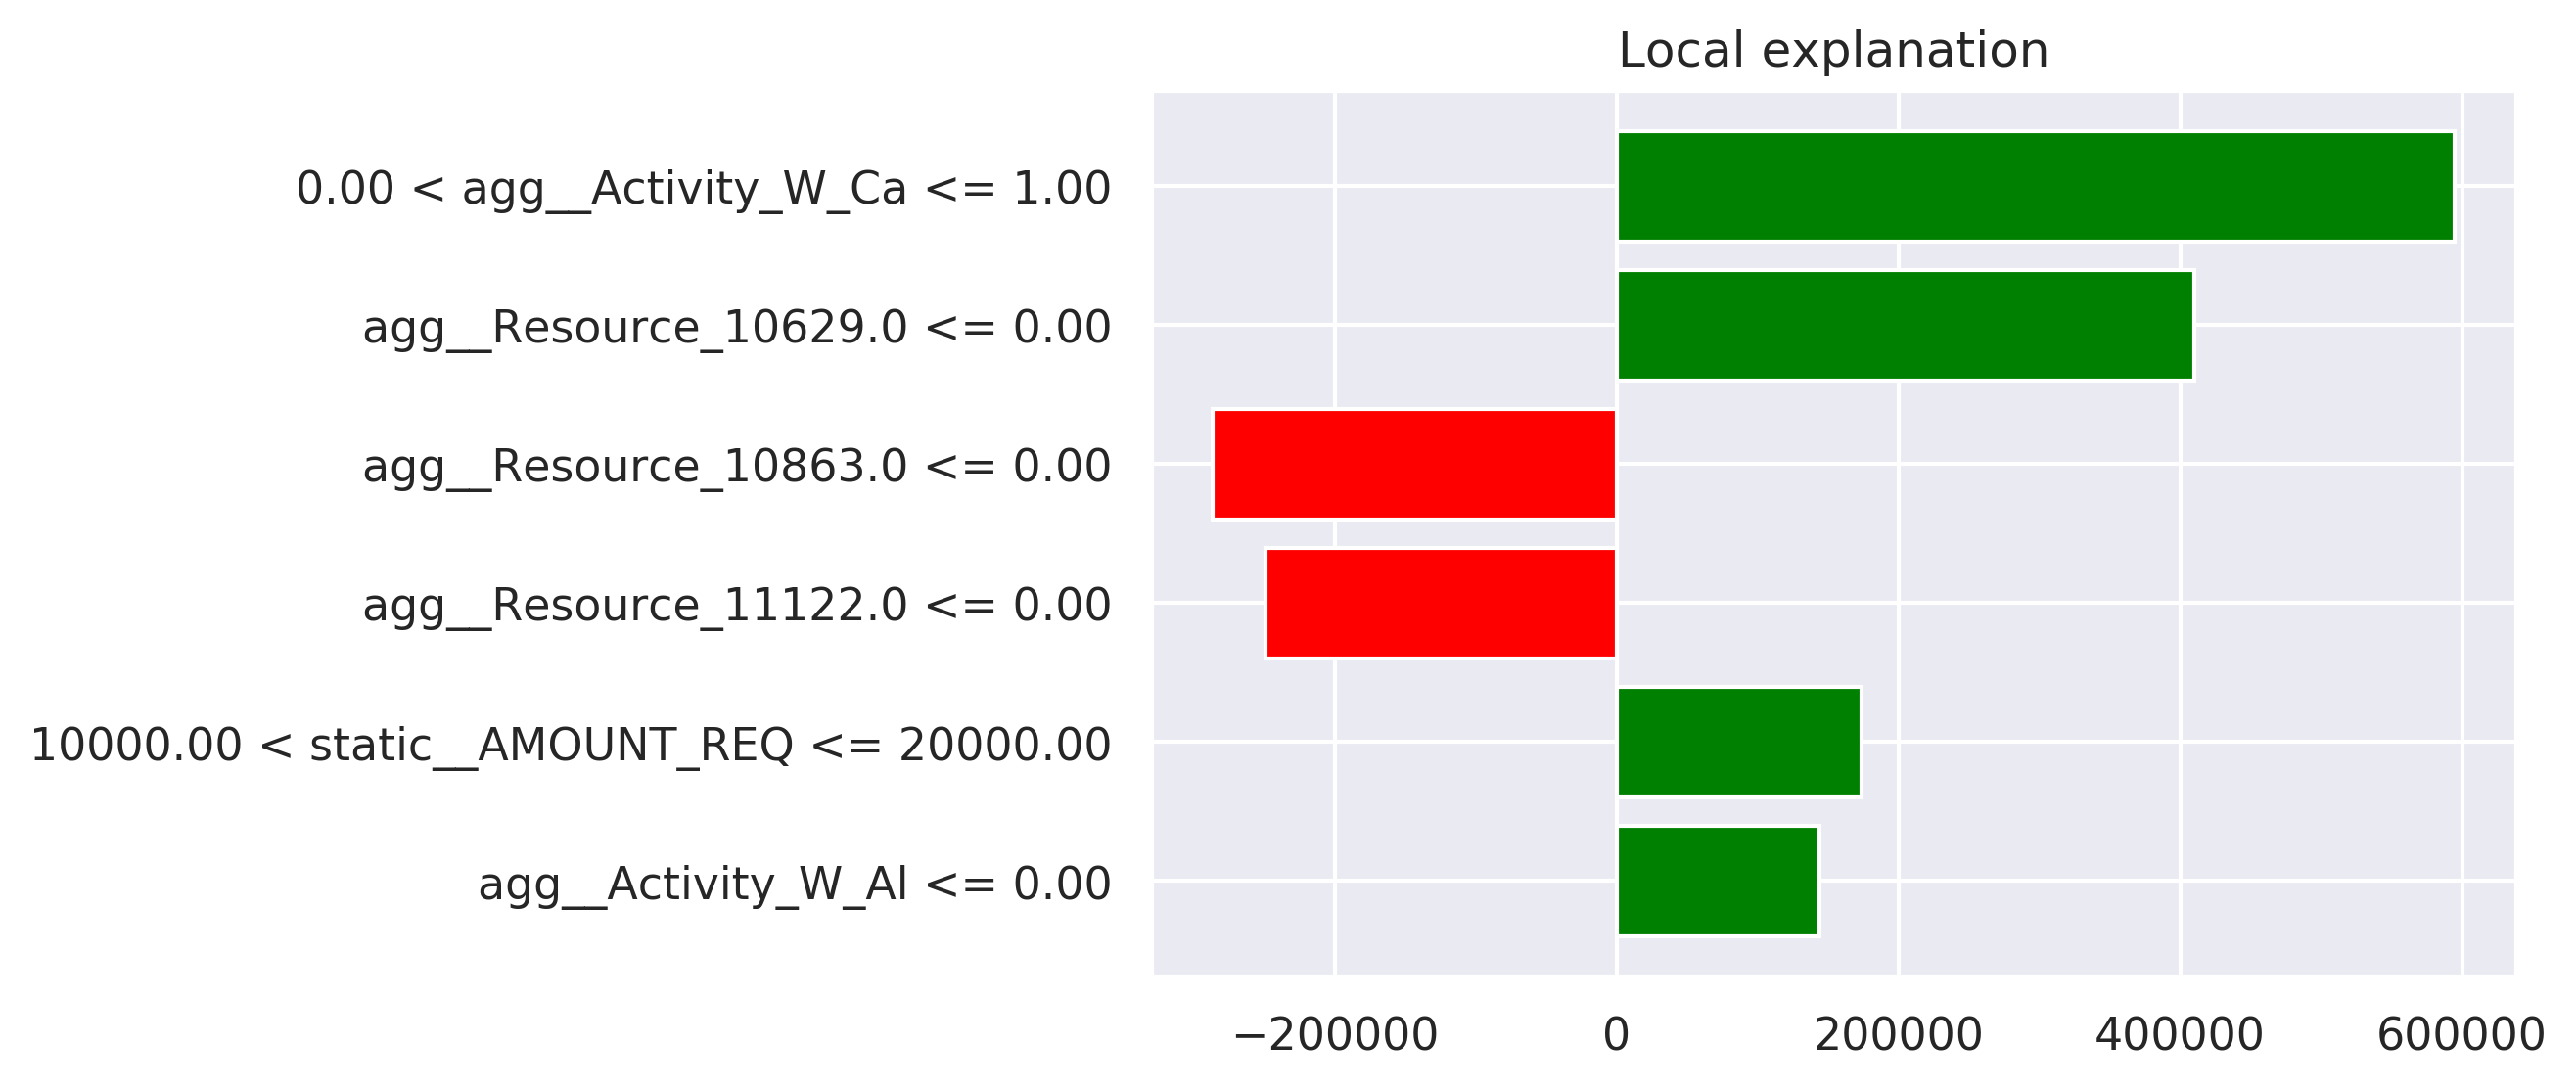 Local explanation
0.00 < agg__Activity_W_Ca <= 1.00
agg__Resource_10629.0 <= 0.00
agg__Resource_10863.0 <= 0.00
agg__Resource_11122.0 <= 0.00
10000.00 < static__AMOUNT_REQ <= 20000.00
agg__Activity_W_Al <= 0.00
−200000 0 200000 400000 600000